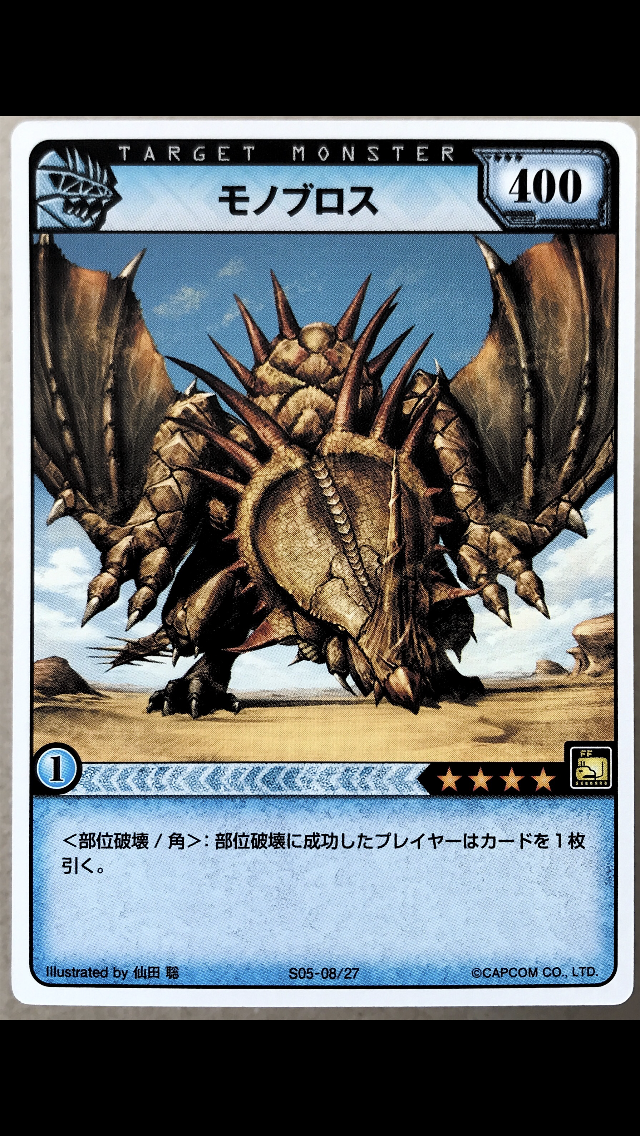 TARGET MONSTER
モノブロス
400
1
★★★★
FF
＜部位破壊 / 角＞: 部位破壊に成功したプレイヤーはカードを1枚
引く。
Illustrated by 仙田 聡
S05-08/27
©CAPCOM CO., LTD.